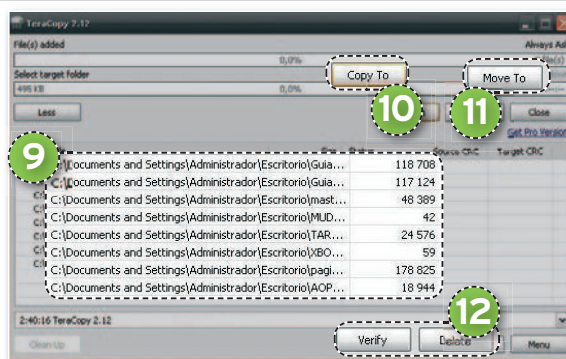 TeraCopy 2.12
File(s) added
Always Ask
0,0%
Copy To
Move To
Select target folder
495 KB
0,0%
10
11
Less
Close
Get Pro Version
9
Status
Source CRC
Target CRC
C:\Documents and Settings\Administrador\Escritorio\Guia... 118 708
C:\Documents and Settings\Administrador\Escritorio\Guia... 117 124
C:\Documents and Settings\Administrador\Escritorio\mast... 48 389
C:\Documents and Settings\Administrador\Escritorio\MUD... 42
C:\Documents and Settings\Administrador\Escritorio\TAR... 24 576
C:\Documents and Settings\Administrador\Escritorio\XBO... 59
C:\Documents and Settings\Administrador\Escritorio\pagi... 178 825
C:\Documents and Settings\Administrador\Escritorio\AOP... 18 944
12
2:40:16 TeraCopy 2.12
Clean Up
Verify
Delete
Menu